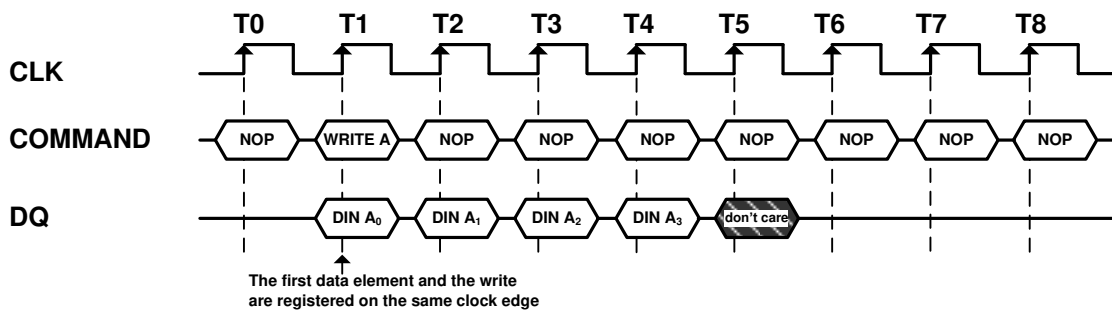 T0 T1 T2 T3 T4 T5 T6 T7 T8
CLK
COMMAND NOP WRITE A NOP NOP NOP NOP NOP NOP NOP
DQ DIN A₀ DIN A₁ DIN A₂ DIN A₃ don't care
The first data element and the write
are registered on the same clock edge